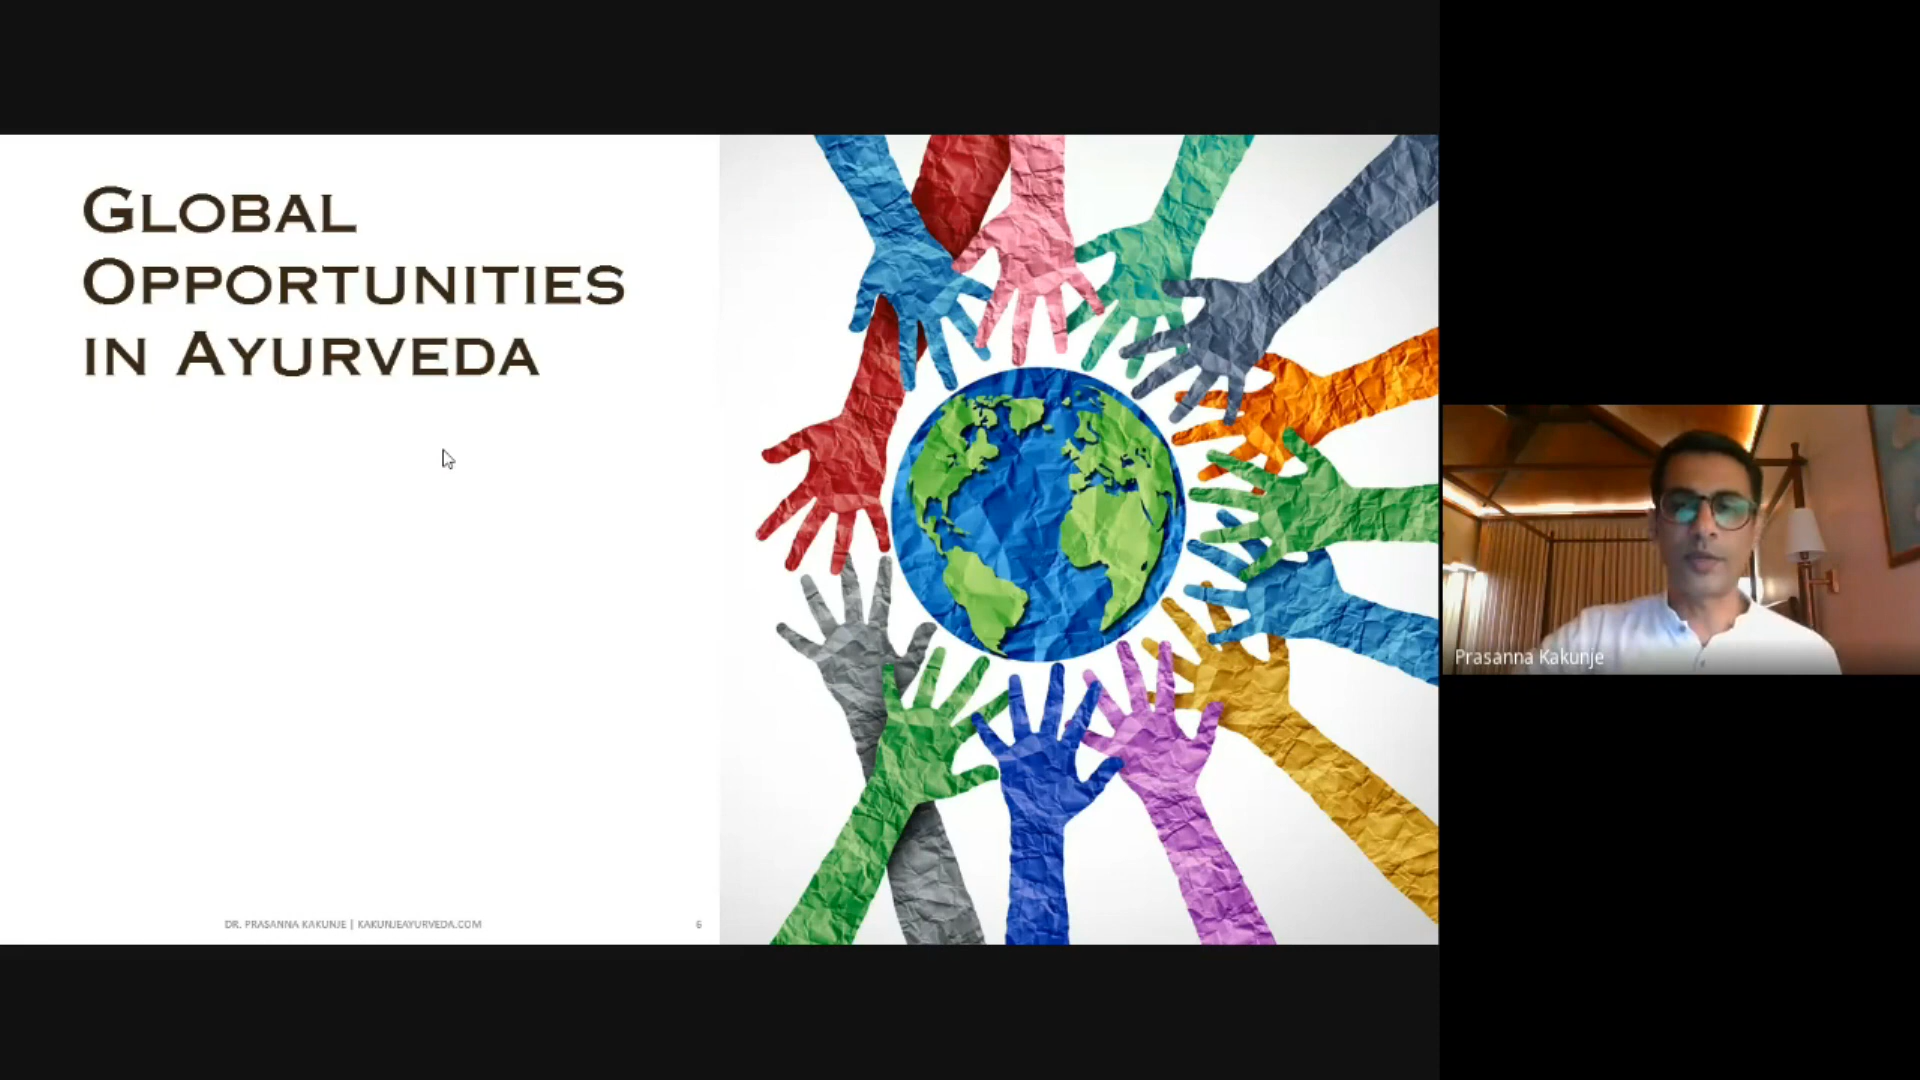 GLOBAL
OPPORTUNITIES
IN AYURVEDA
DR. PRASANNA KAKUNJE | KAKUNJEAYURVEDA.COM
6
Prasanna Kakunje